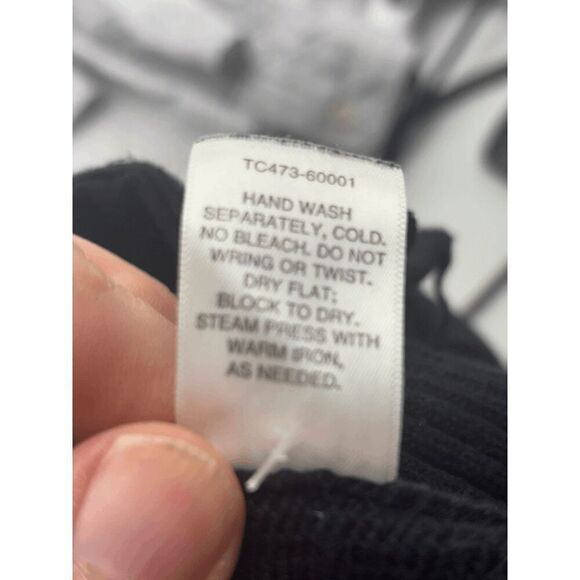 TC473-60001
HAND WASH
SEPARATELY, COLD.
NO BLEACH. DO NOT
WRING OR TWIST.
DRY FLAT;
BLOCK TO DRY.
STEAM PRESS WITH
WARM IRON,
AS NEEDED.